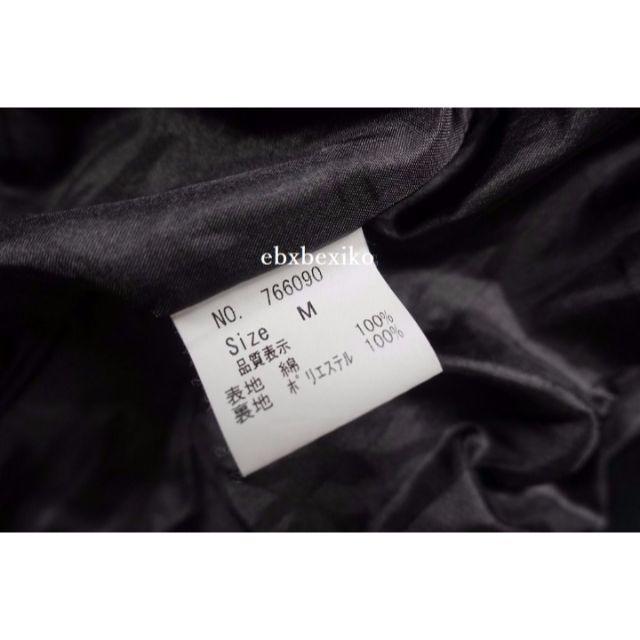 ebxbexiko
NO. 766090
Size M
品質表示
表地 綿 100%
裏地 ポリエステル 100%